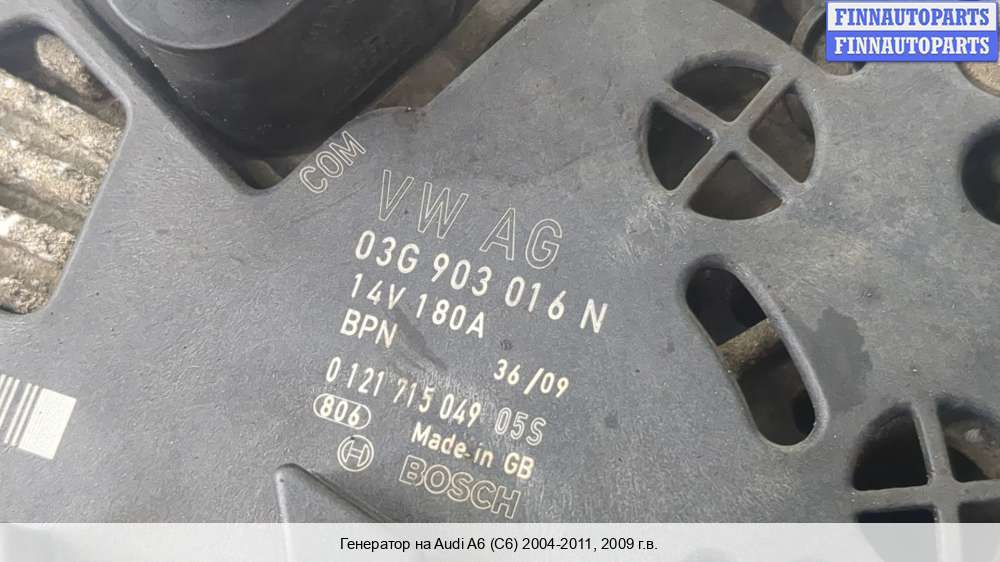 FINNAUTOPARTS
FINNAUTOPARTS
COM
VW AG
03G 903 016 N
14V 180A
BPN
36/09
0 121 715 049 05S
806
Made in GB
BOSCH
Генератор на Audi A6 (C6) 2004-2011, 2009 г.в.